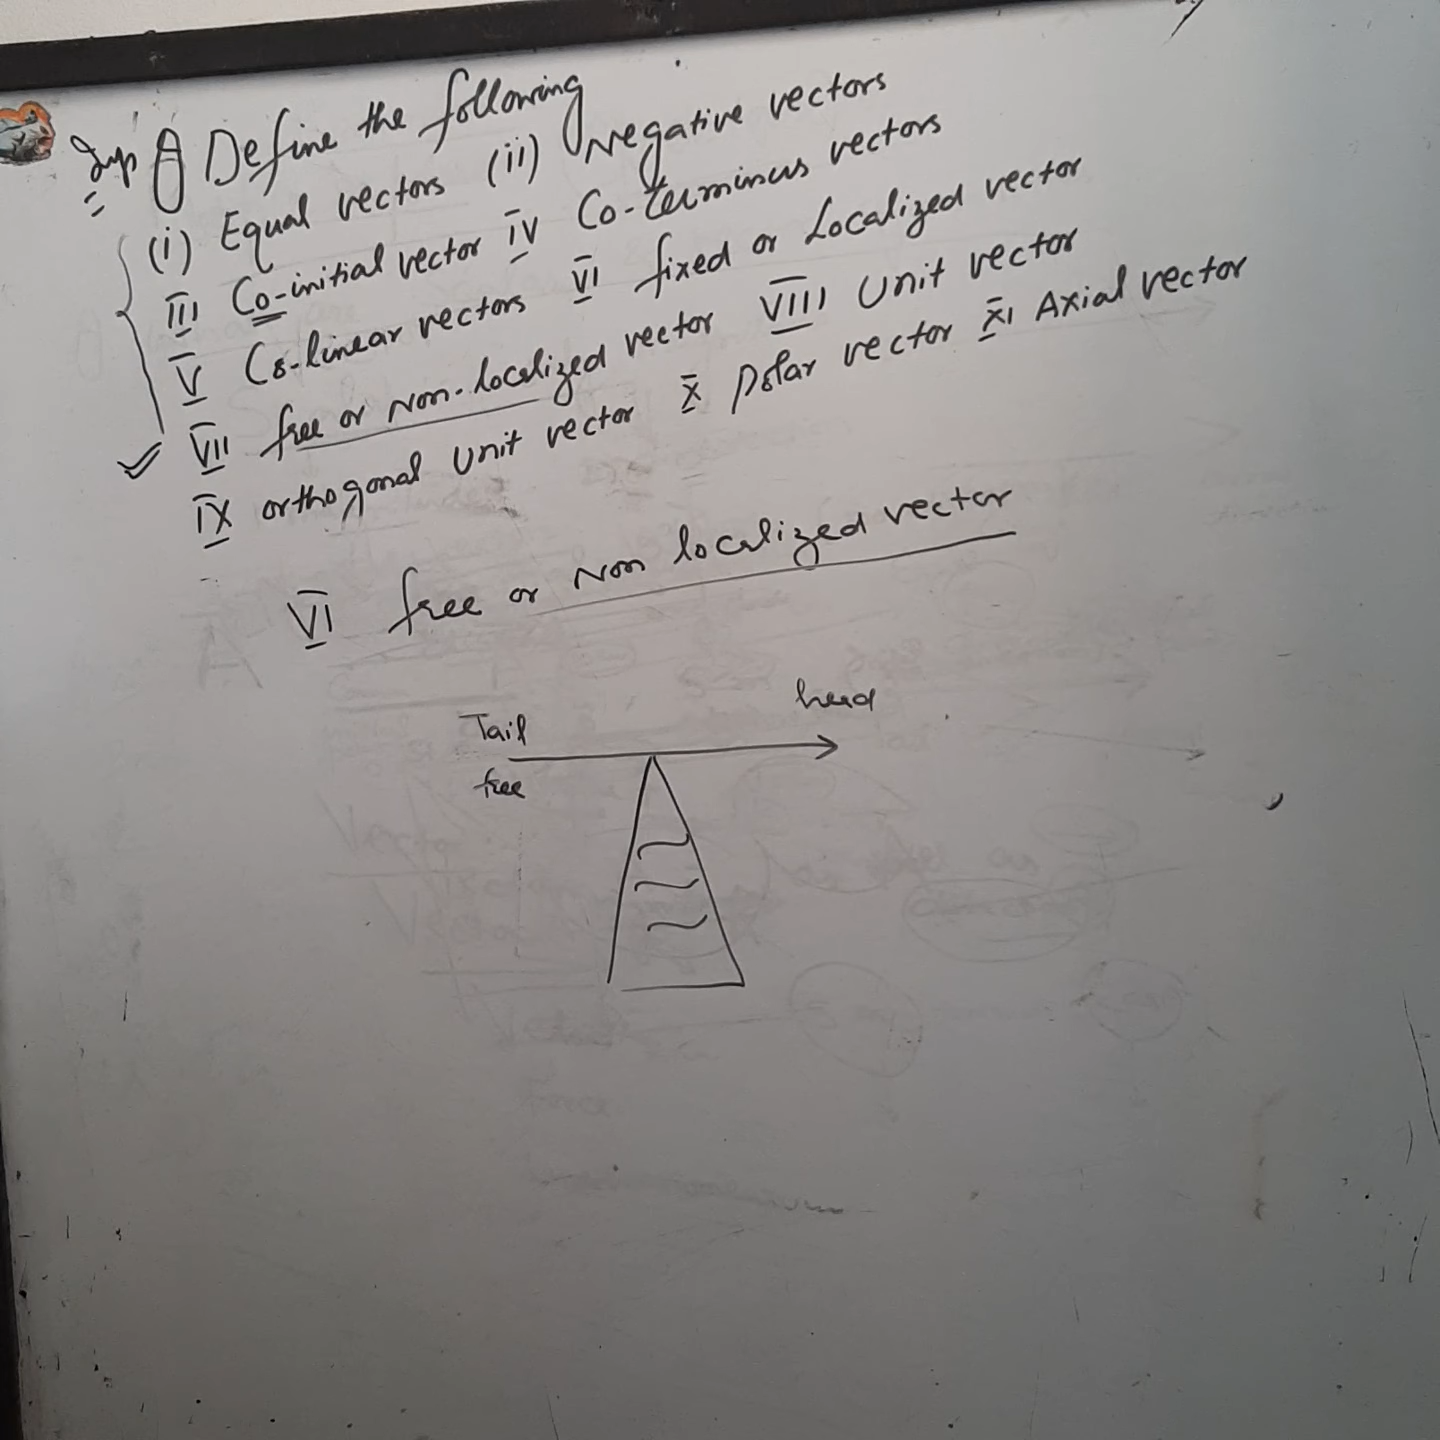 Imp Q Define the following
(i) Equal vectors (ii) Negative vectors
III Co-initial vector IV Co-terminus vectors
V Co-linear vectors VI fixed or Localized vector
VII free or Non-localized vector VIII Unit vector
IX orthogonal Unit vector X polar vector XI Axial vector
VI free or Non localized vector
Tail head
free